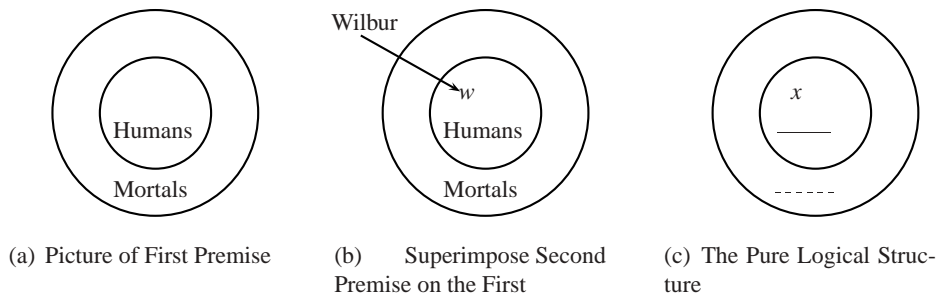 Humans
Mortals
(a) Picture of First Premise
Wilbur
w
Humans
Mortals
(b) Superimpose Second
Premise on the First
x
(c) The Pure Logical Struc-
ture